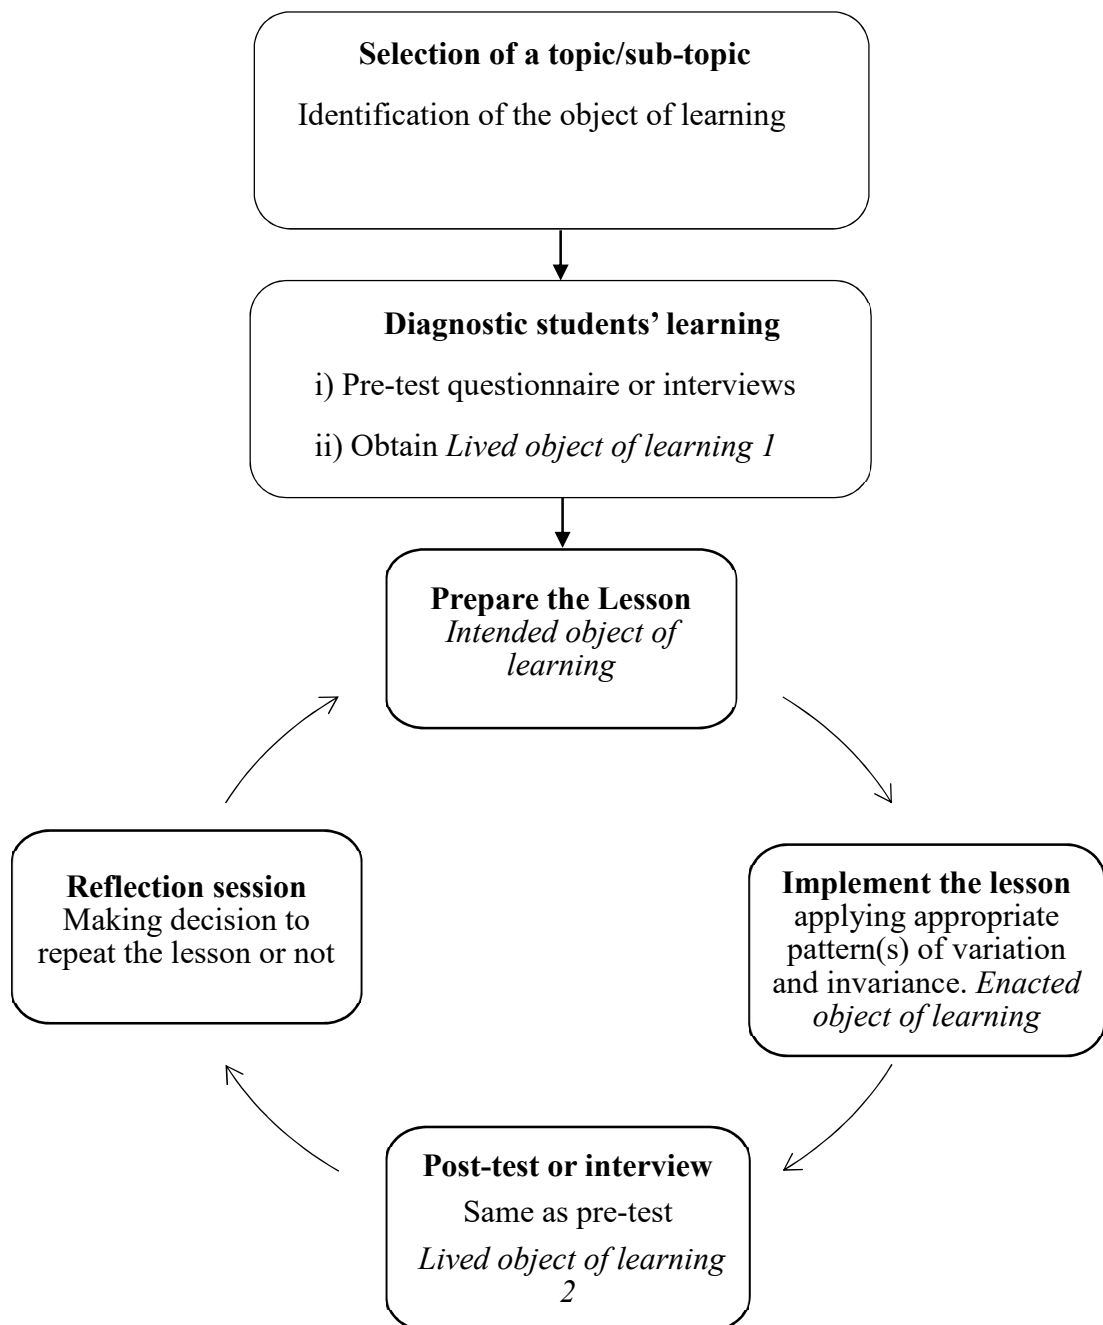 Selection of a topic/sub-topic
Identification of the object of learning
Diagnostic students’ learning
i) Pre-test questionnaire or interviews
ii) Obtain Lived object of learning 1
Prepare the Lesson
Intended object of
learning
Implement the lesson
applying appropriate
pattern(s) of variation
and invariance. Enacted
object of learning
Post-test or interview
Same as pre-test
Lived object of learning
2
Reflection session
Making decision to
repeat the lesson or not